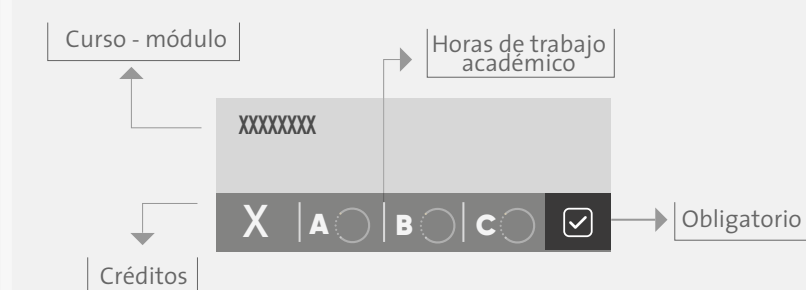 Curso - módulo
Horas de trabajo
académico
XXXXXXXX
X A B C
Obligatorio
Créditos